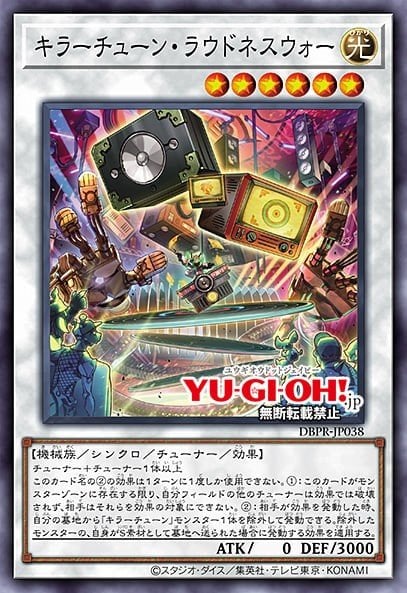 キラーチューン・ラウドネスウォー
光
ユウギオウドットジェイピー
YU-GI-OH!.jp
無断転載禁止
DBPR-JP038
【機械族／シンクロ／チューナー／効果】
チューナー＋チューナー1体以上
このカード名の②の効果は1ターンに1度しか使用できない。①：このカードがモン
スターゾーンに存在する限り、自分フィールドの他のチューナーは効果では破壊
されず、相手はそれらを効果の対象にできない。②：相手が効果を発動した時、
自分の墓地から「キラーチューン」モンスター1体を除外して発動できる。除外した
モンスターの、自身がS素材として墓地へ送られた場合に発動する効果を適用する。
ATK/ 0 DEF/3000
©スタジオ・ダイス／集英社・テレビ東京・KONAMI